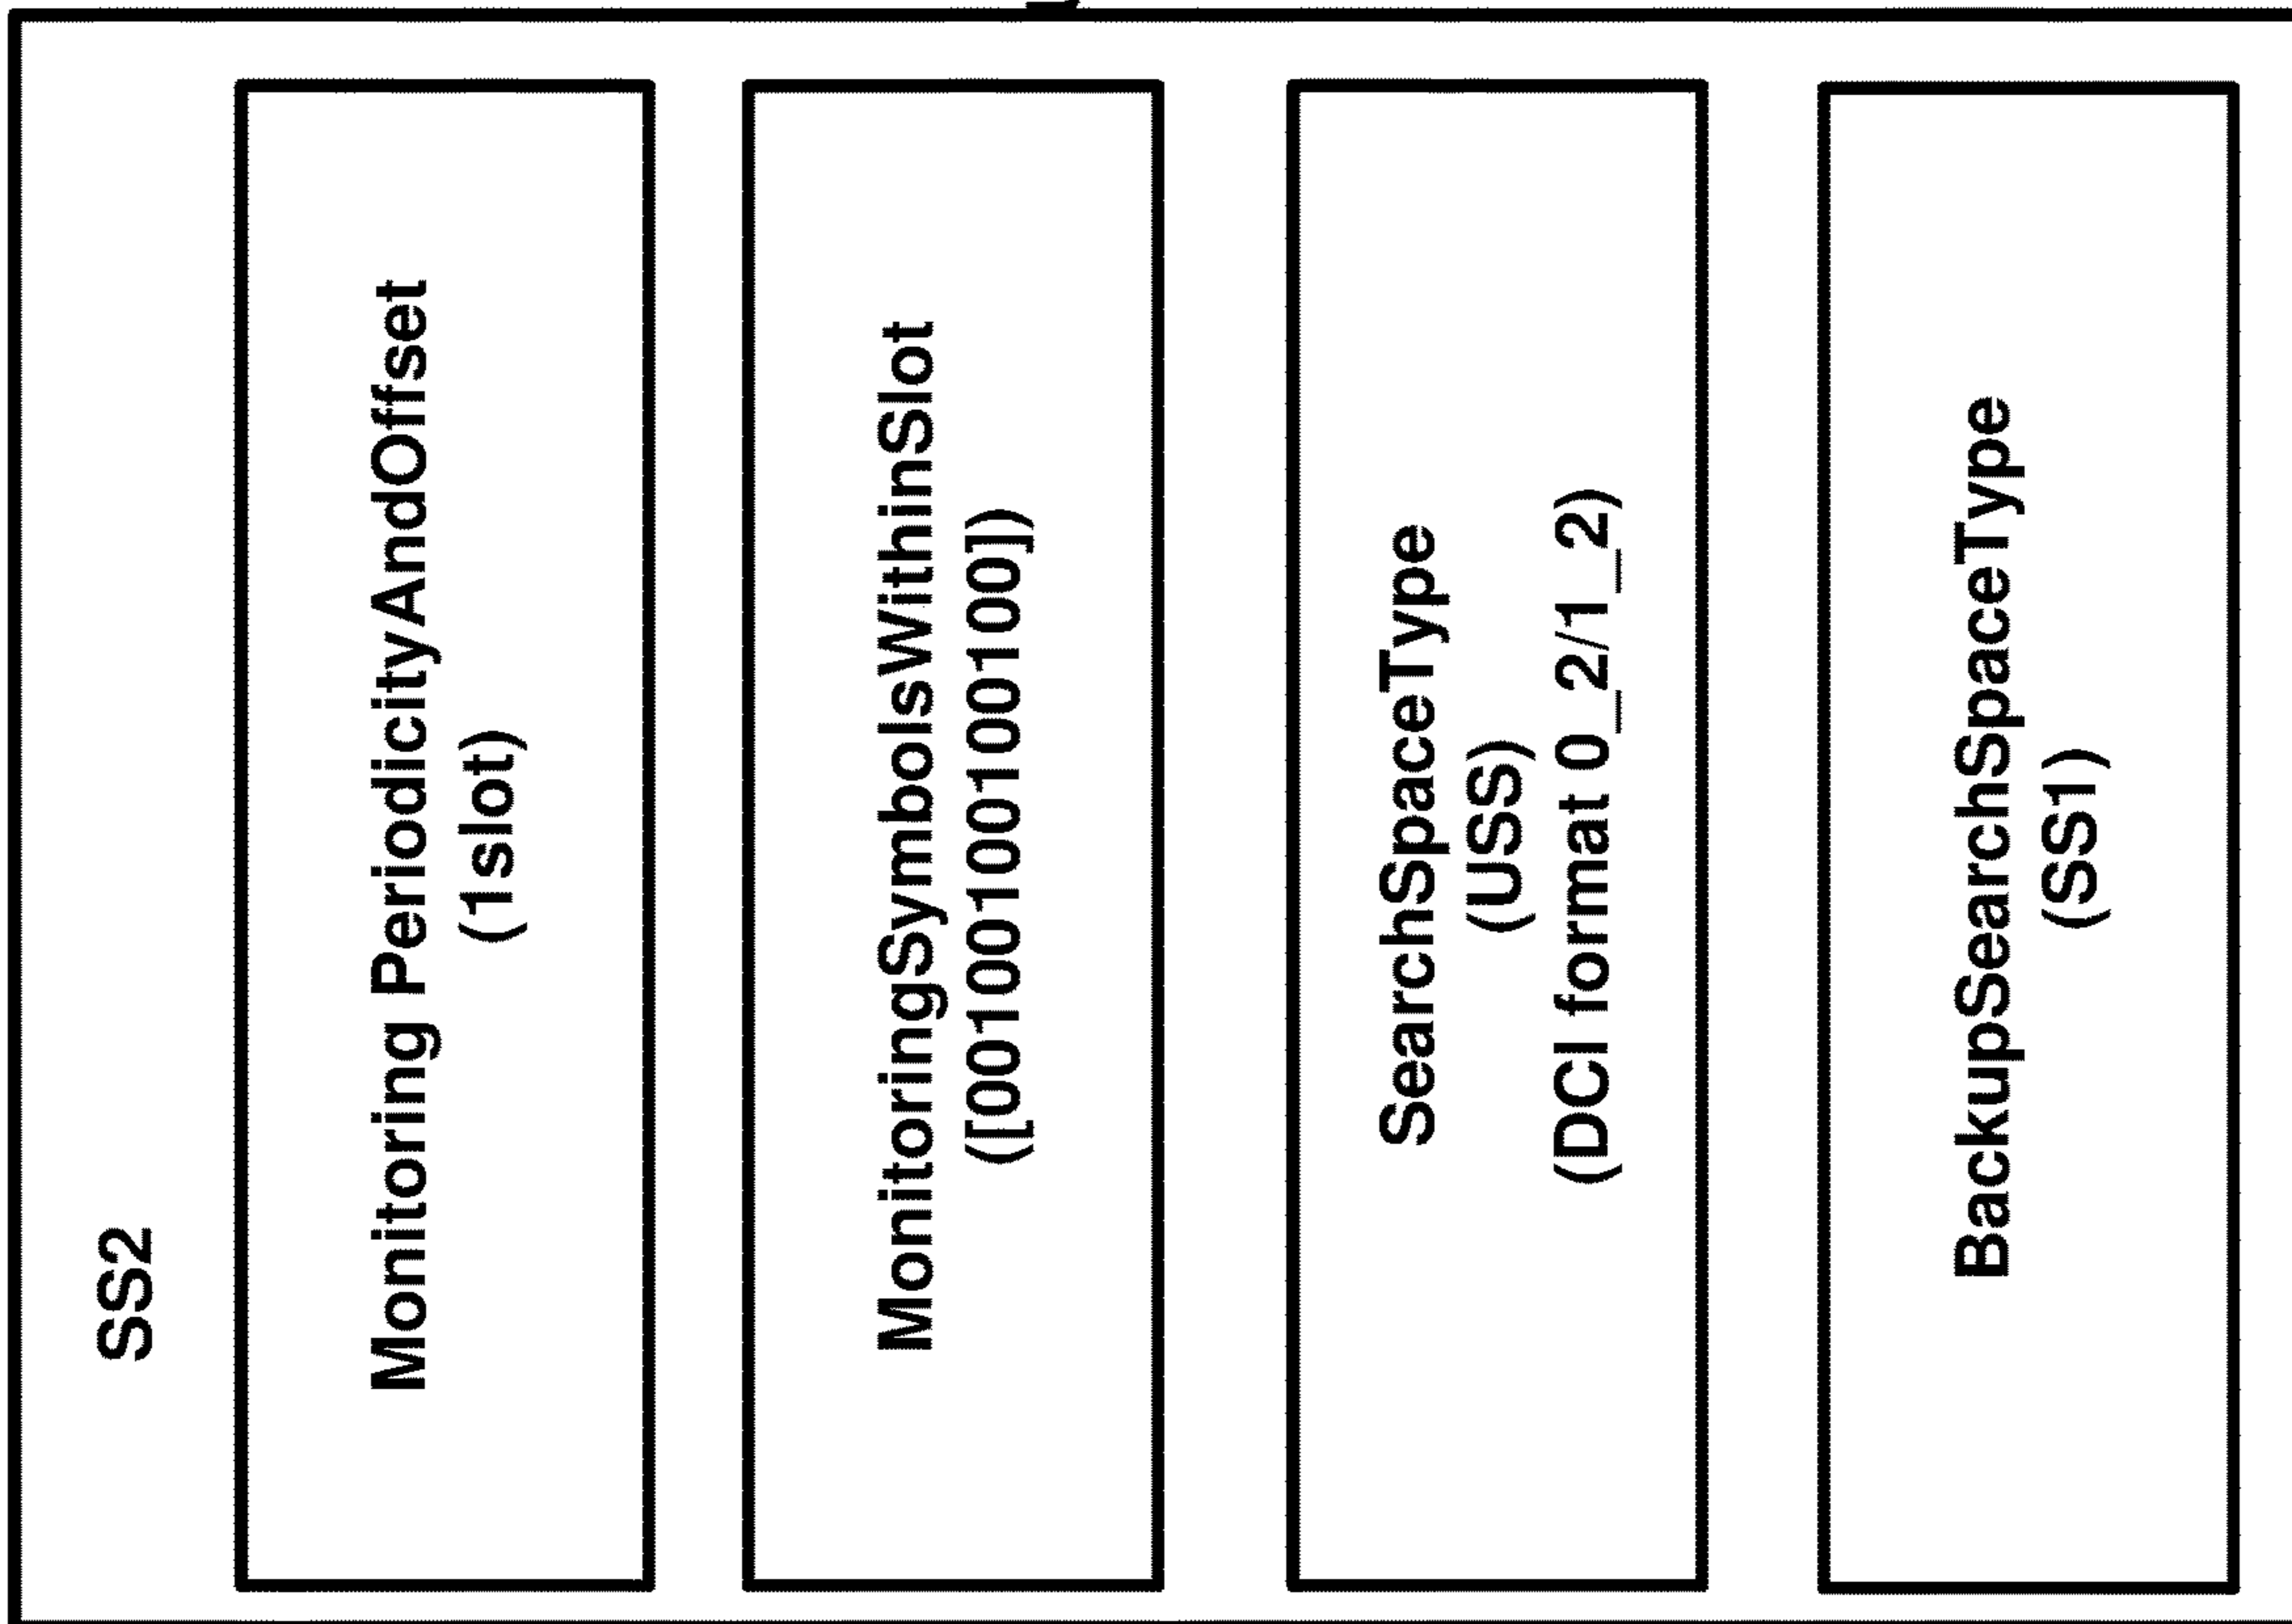 SS2
Monitoring PeriodicityAndOffset
(1slot)
MonitoringSymbolsWithinSlot
([00100100100100])
SearchSpaceType
(USS)
(DCI format 0_2/1_2)
BackupSearchSpaceType
(SS1)